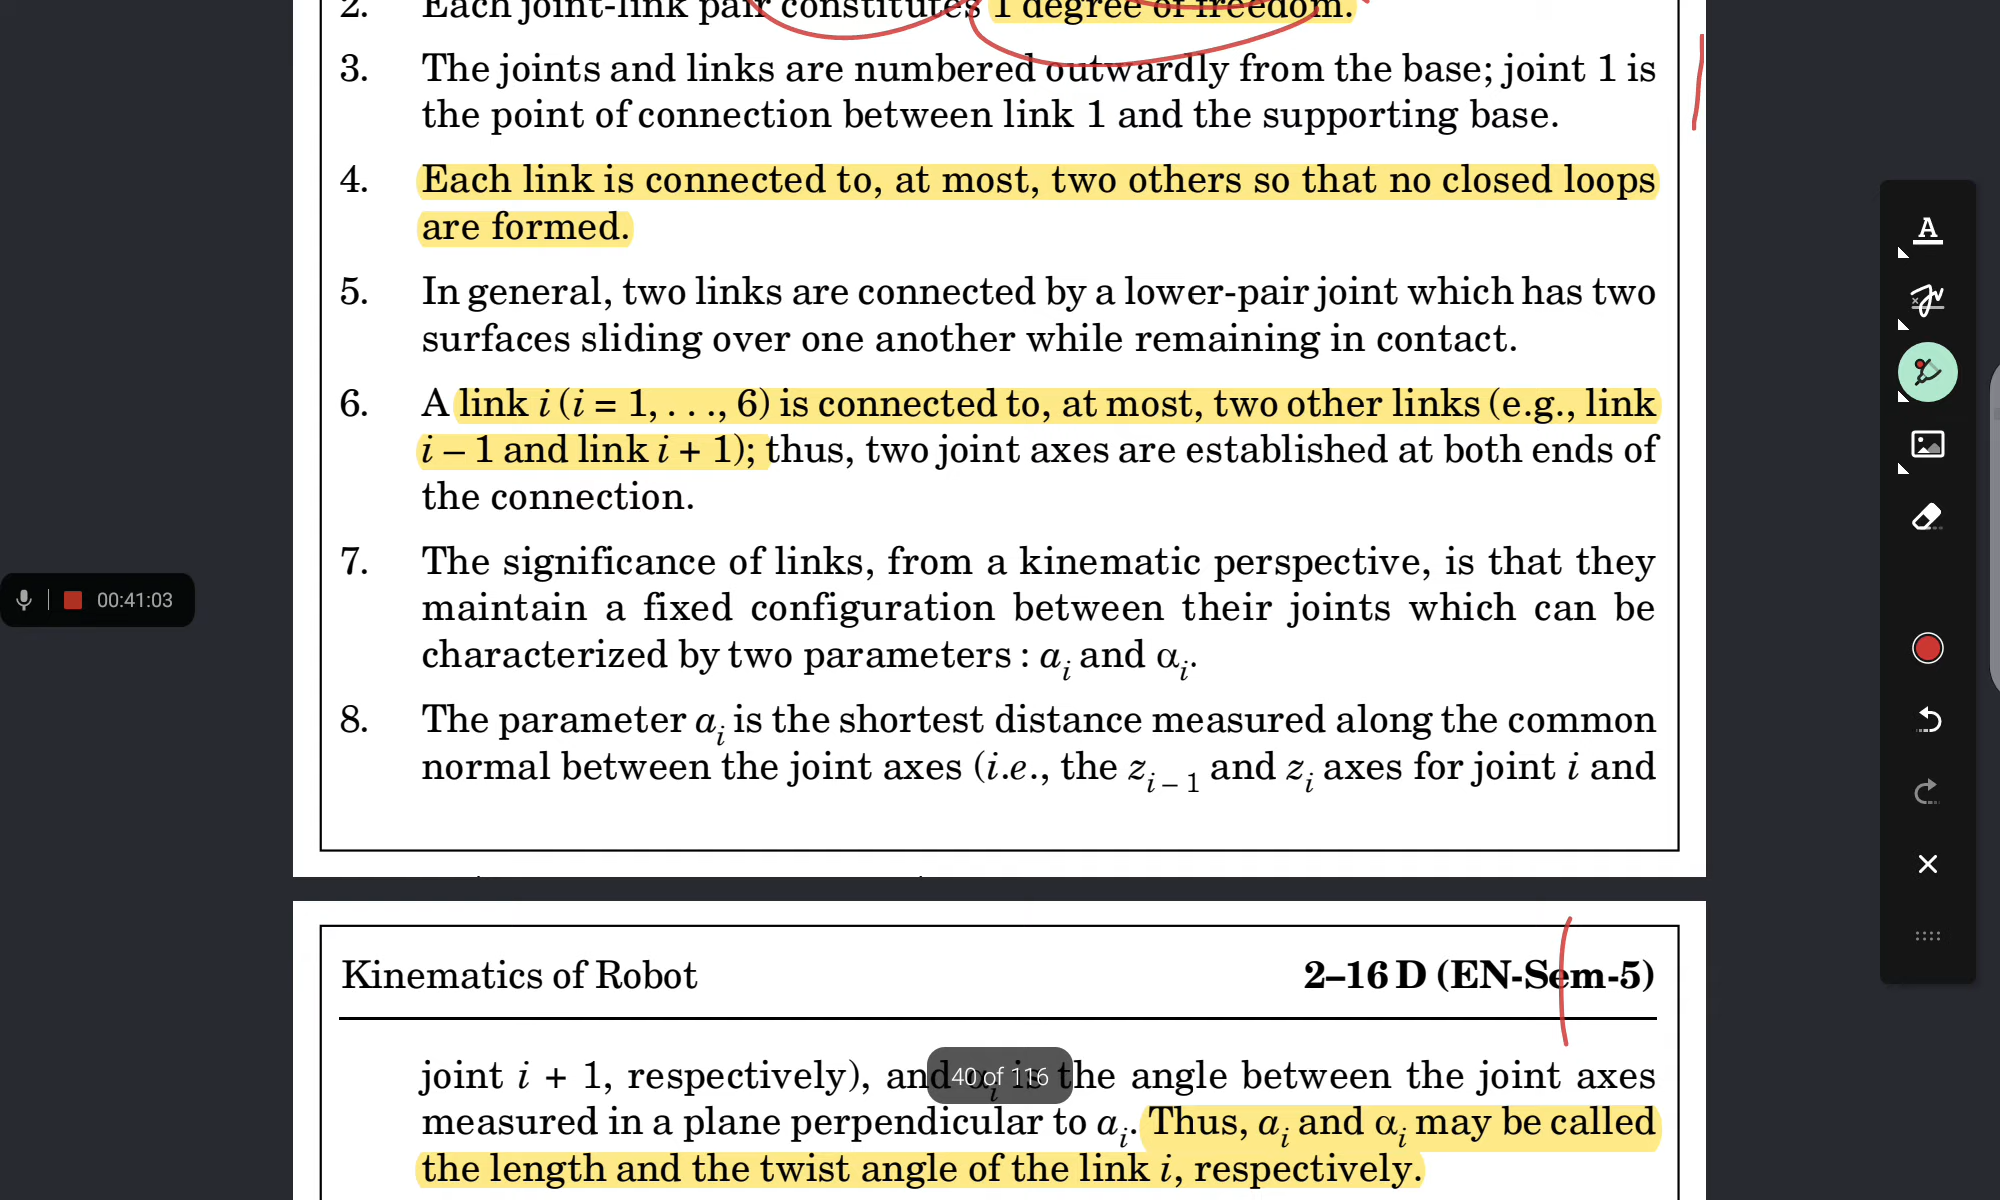 2. Each joint-link pair constitutes 1 degree of freedom.
3. The joints and links are numbered outwardly from the base; joint 1 is
the point of connection between link 1 and the supporting base.
4. Each link is connected to, at most, two others so that no closed loops
are formed.
5. In general, two links are connected by a lower-pair joint which has two
surfaces sliding over one another while remaining in contact.
6. A link i (i = 1, . . ., 6) is connected to, at most, two other links (e.g., link
i – 1 and link i + 1); thus, two joint axes are established at both ends of
the connection.
7. The significance of links, from a kinematic perspective, is that they
maintain a fixed configuration between their joints which can be
characterized by two parameters : aᵢ and αᵢ.
8. The parameter aᵢ is the shortest distance measured along the common
normal between the joint axes (i.e., the zᵢ₋₁ and zᵢ axes for joint i and
00:41:03
Kinematics of Robot 2–16 D (EN-Sem-5)
joint i + 1, respectively), and αᵢ is the angle between the joint axes
40 of 116
measured in a plane perpendicular to aᵢ. Thus, aᵢ and αᵢ may be called
the length and the twist angle of the link i, respectively.
A